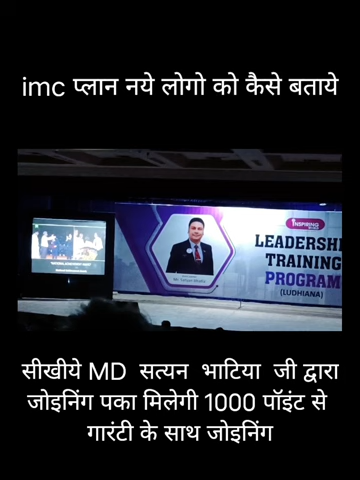 imc प्लान नये लोगो को कैसे बताये
INSPIRING
LEADERSHI
TRAINING
PROGRAM
(LUDHIANA)
सीखीये MD सत्यन भाटिया जी द्वारा
जोइनिंग पका मिलेगी 1000 पॉइंट से
गारंटी के साथ जोइनिंग